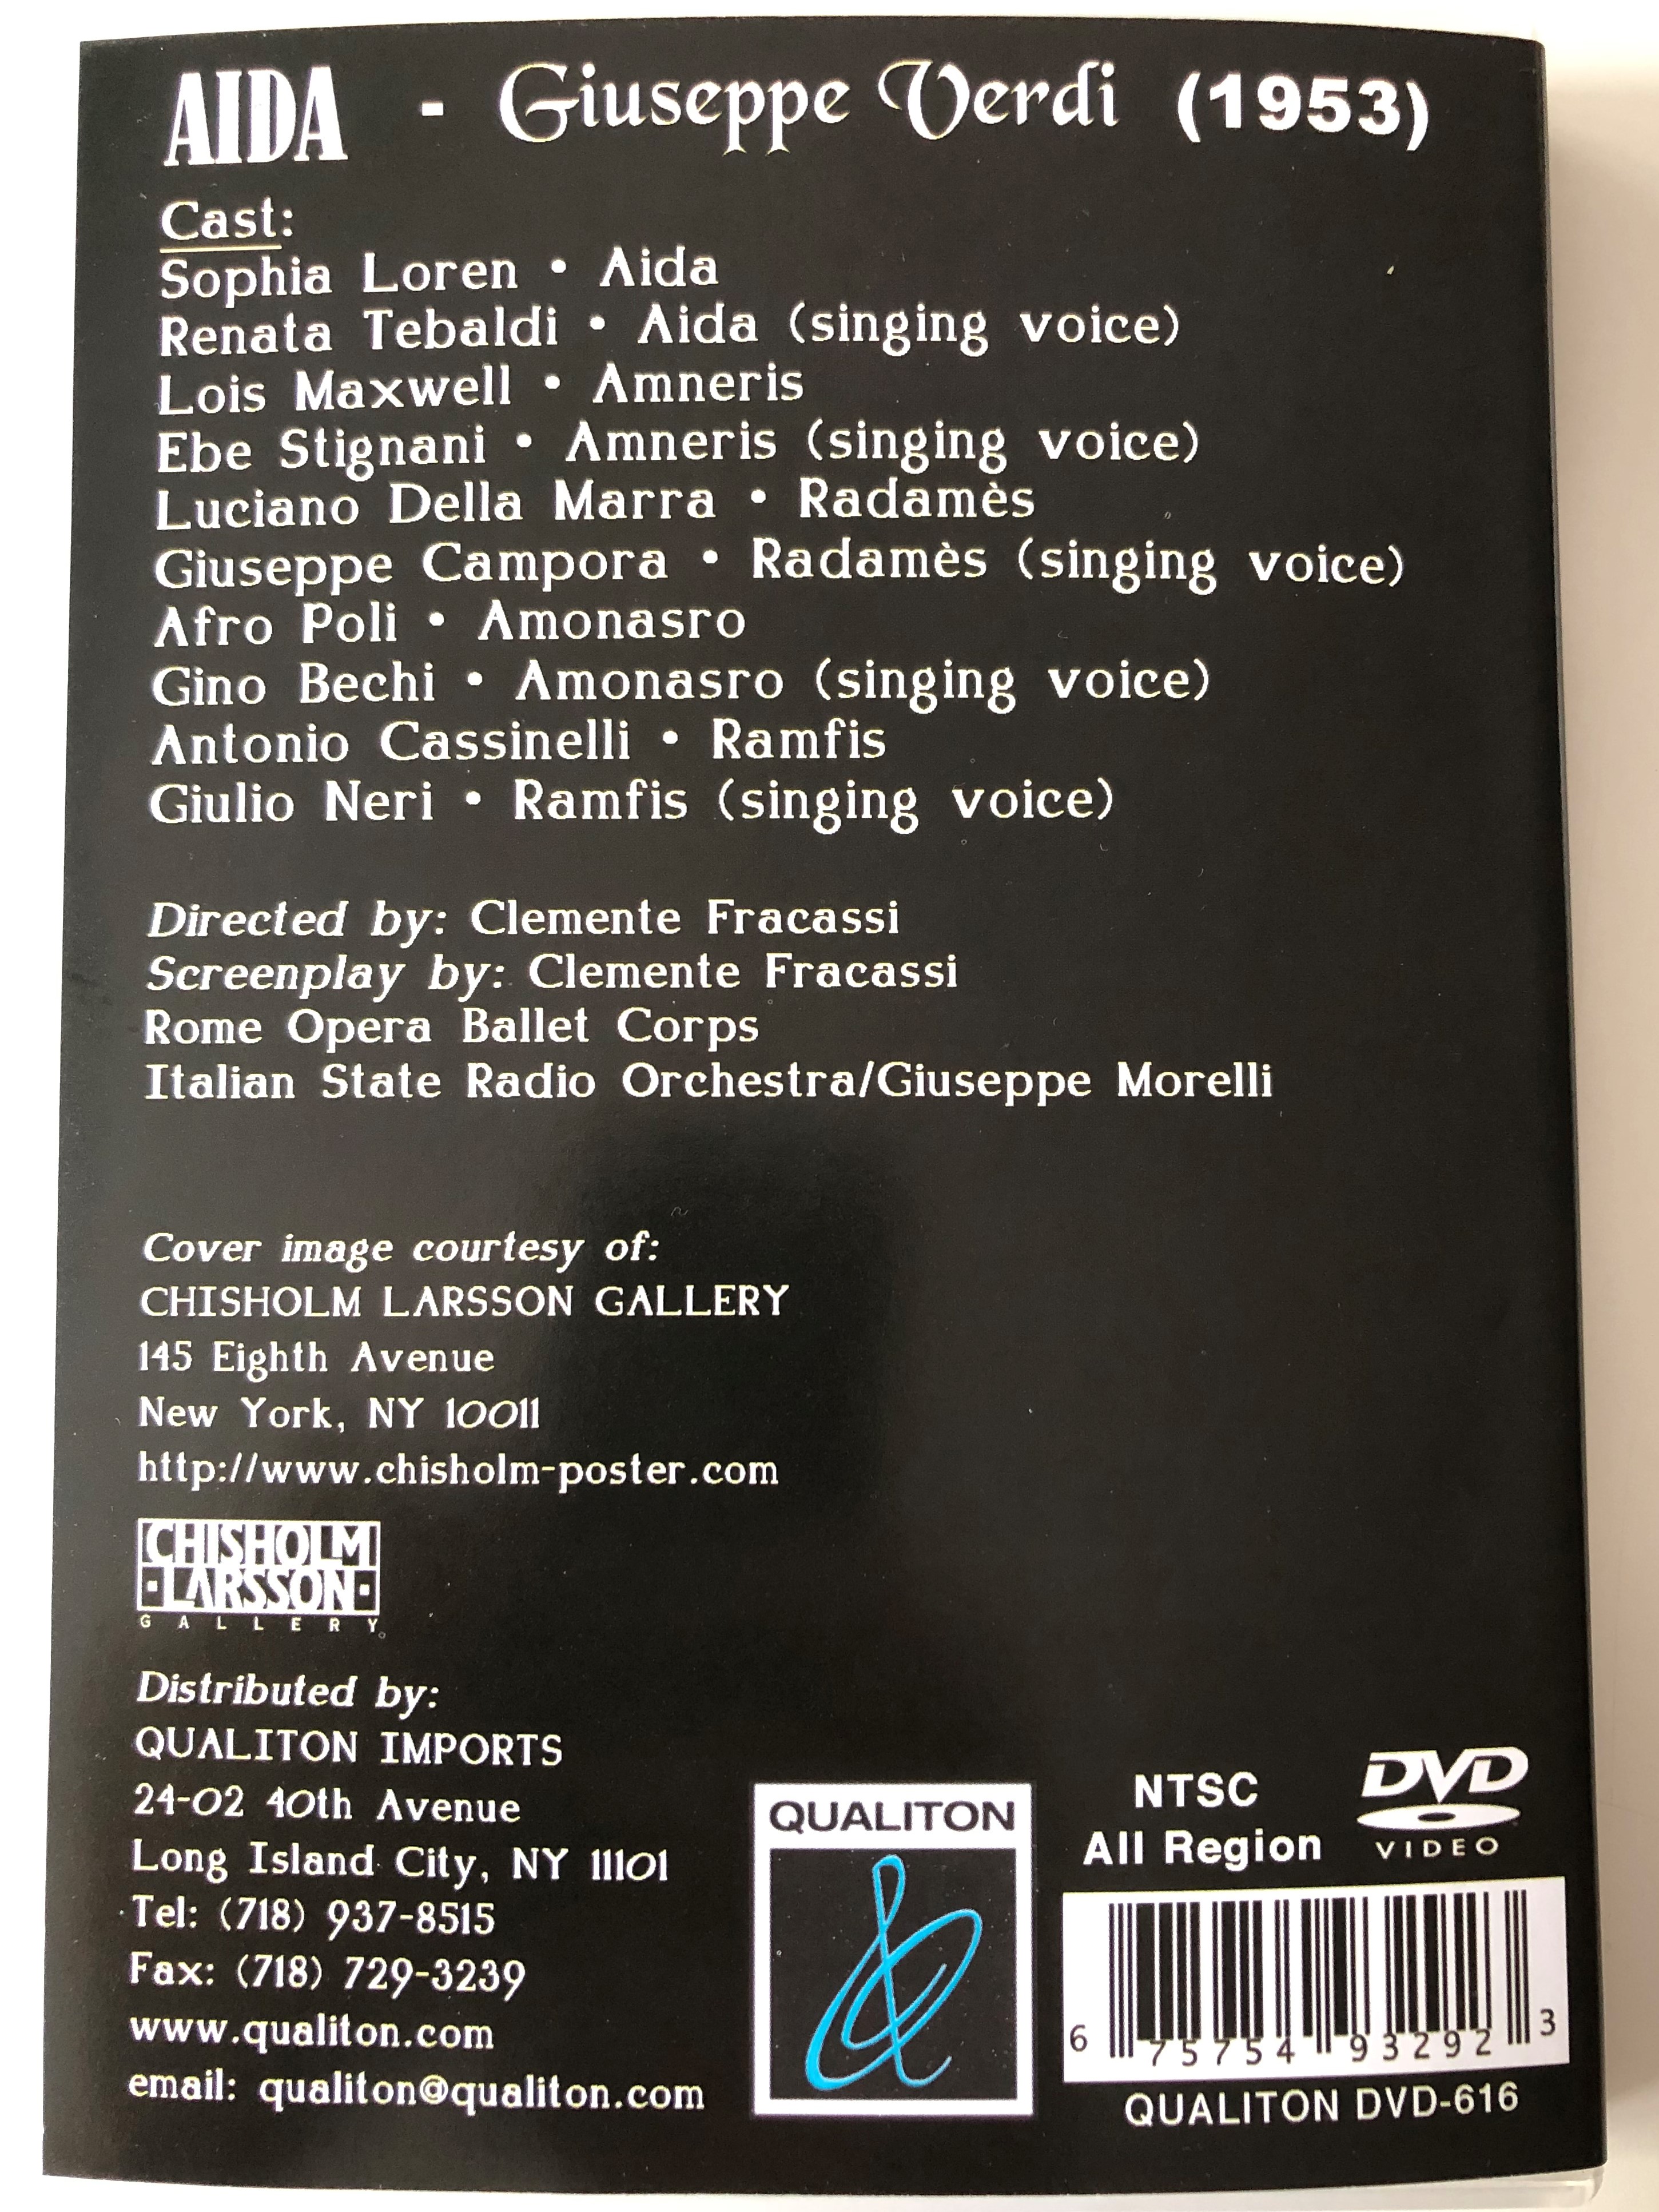 AIDA - Giuseppe Verdi (1953)
Cast:
Sophia Loren • Aida
Renata Tebaldi • Aida (singing voice)
Lois Maxwell • Amneris
Ebe Stignani • Amneris (singing voice)
Luciano Della Marra • Radamès
Giuseppe Campora • Radamès (singing voice)
Afro Poli • Amonasro
Gino Bechi • Amonasro (singing voice)
Antonio Cassinelli • Ramfis
Giulio Neri • Ramfis (singing voice)
Directed by: Clemente Fracassi
Screenplay by: Clemente Fracassi
Rome Opera Ballet Corps
Italian State Radio Orchestra/Giuseppe Morelli
Cover image courtesy of:
CHISHOLM LARSSON GALLERY
145 Eighth Avenue
New York, NY 10011
http://www.chisholm-poster.com
CHISHOLM
·LARSSON·
GALLERY
Distributed by:
QUALITON IMPORTS
24-02 40th Avenue
Long Island City, NY 11101
Tel: (718) 937-8515
Fax: (718) 729-3239
www.qualiton.com
email: qualiton@qualiton.com
QUALITON
NTSC
All Region
DVD
VIDEO
6 75754 93292 3
QUALITON DVD-616